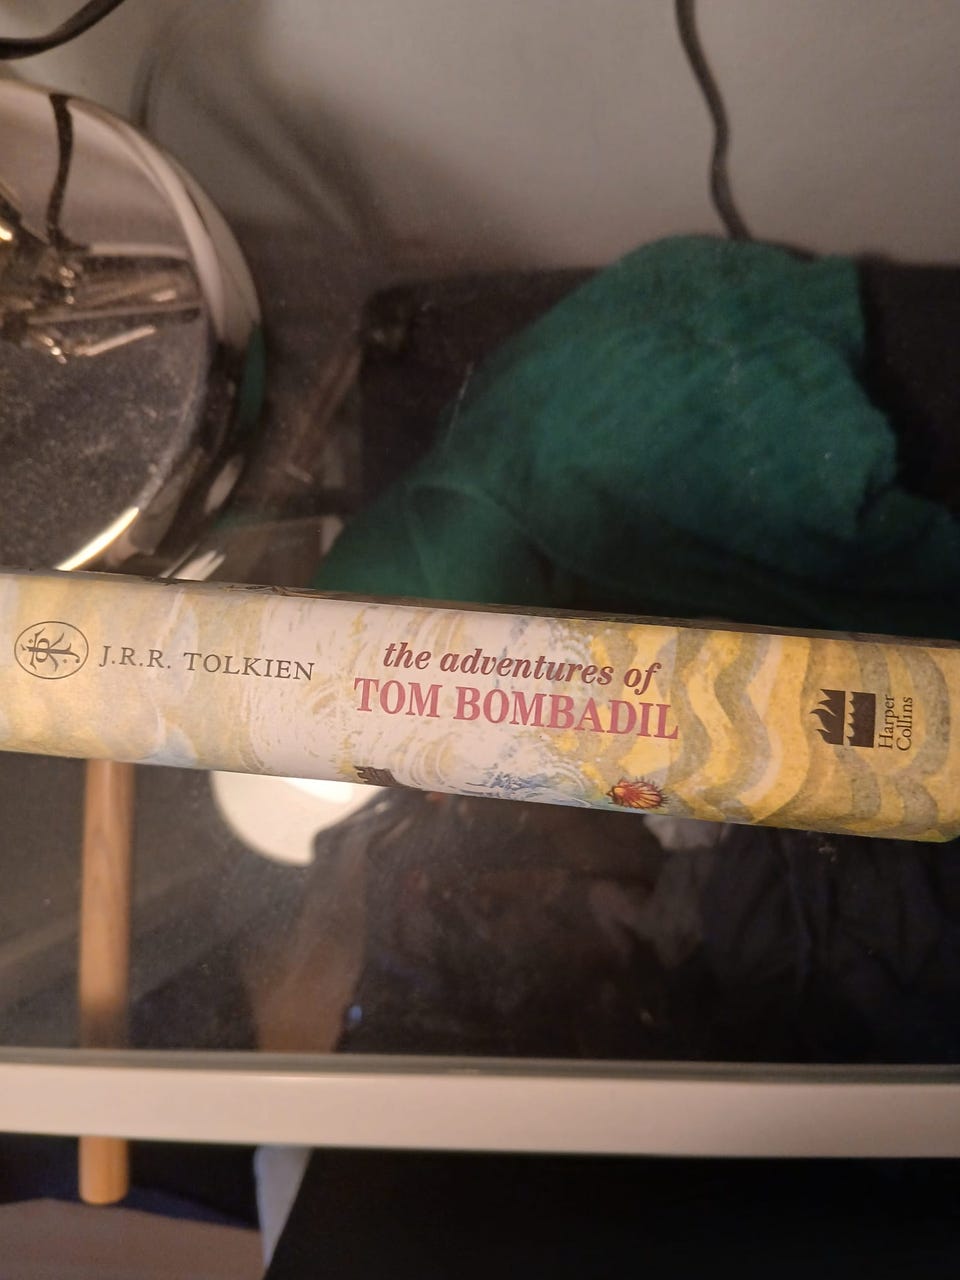 J.R.R. TOLKIEN
the adventures of
TOM BOMBADIL
Harper
Collins